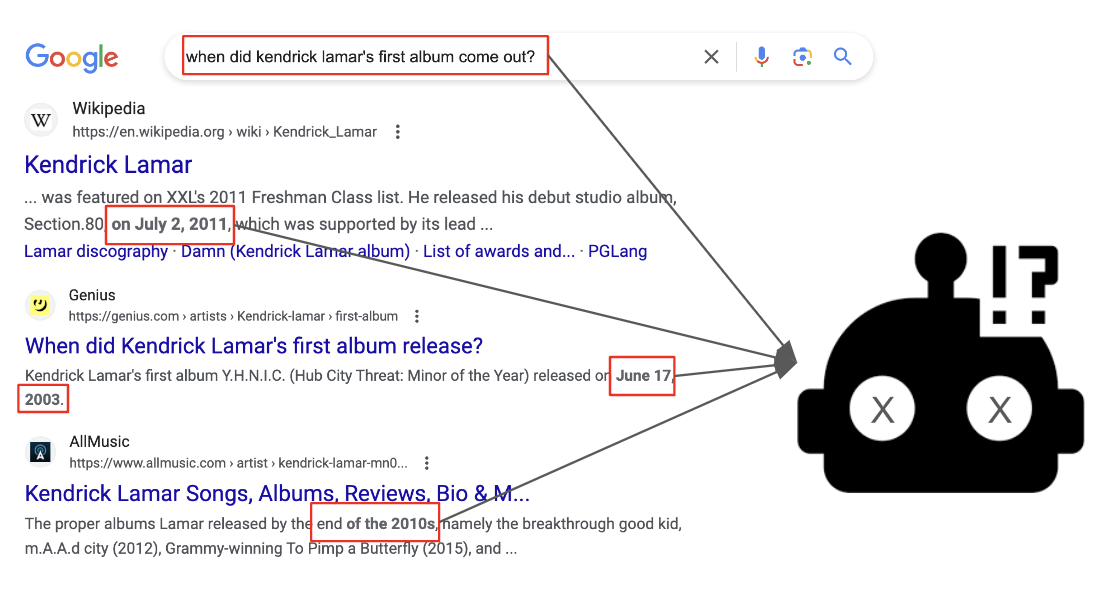 Google
when did kendrick lamar's first album come out?
Wikipedia
https://en.wikipedia.org › wiki › Kendrick_Lamar
Kendrick Lamar
... was featured on XXL's 2011 Freshman Class list. He released his debut studio album,
Section.80, on July 2, 2011, which was supported by its lead ...
Lamar discography · Damn (Kendrick Lamar album) · List of awards and... · PGLang
Genius
https://genius.com › artists › Kendrick-lamar › first-album
When did Kendrick Lamar's first album release?
Kendrick Lamar's first album Y.H.N.I.C. (Hub City Threat: Minor of the Year) released on June 17,
2003.
AllMusic
https://www.allmusic.com › artist › kendrick-lamar-mn0...
Kendrick Lamar Songs, Albums, Reviews, Bio & M...
The proper albums Lamar released by the end of the 2010s, namely the breakthrough good kid,
m.A.A.d city (2012), Grammy-winning To Pimp a Butterfly (2015), and ...
!?
X X